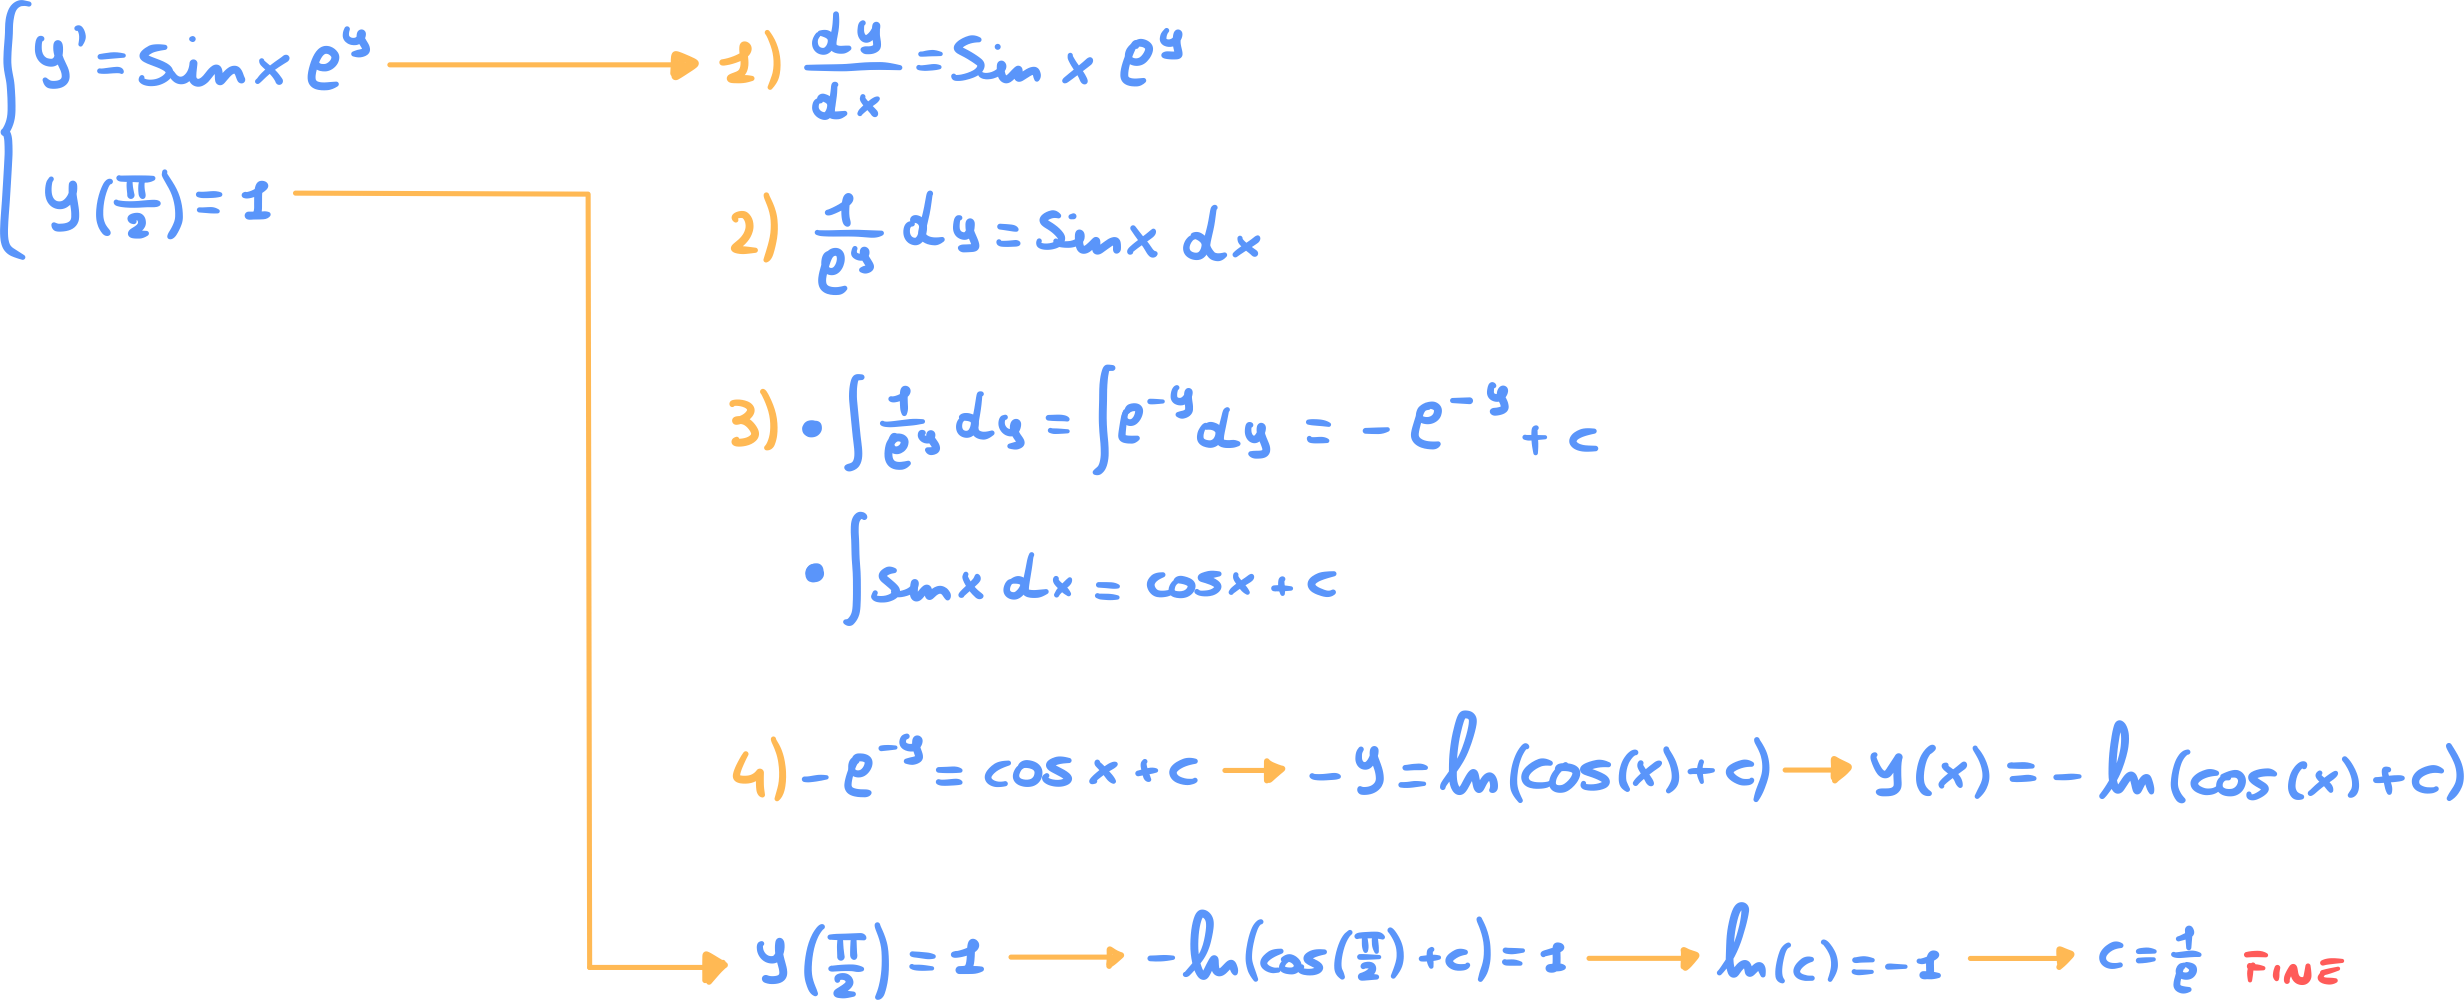 y' = sin x e^y → 1) dy/dx = sin x e^y
y(π/2) = 1
2) 1/e^y dy = sin x dx
3) • ∫ 1/e^y dy = ∫ e^-y dy = - e^-y + c
• ∫ sin x dx = cos x + c
4) - e^-y = cos x + c → - y = ln(cos(x) + c) → y(x) = - ln(cos(x) + c)
y(π/2) = 1 → - ln(cos(π/2) + c) = 1 → ln(c) = - 1 → c = 1/e FINE